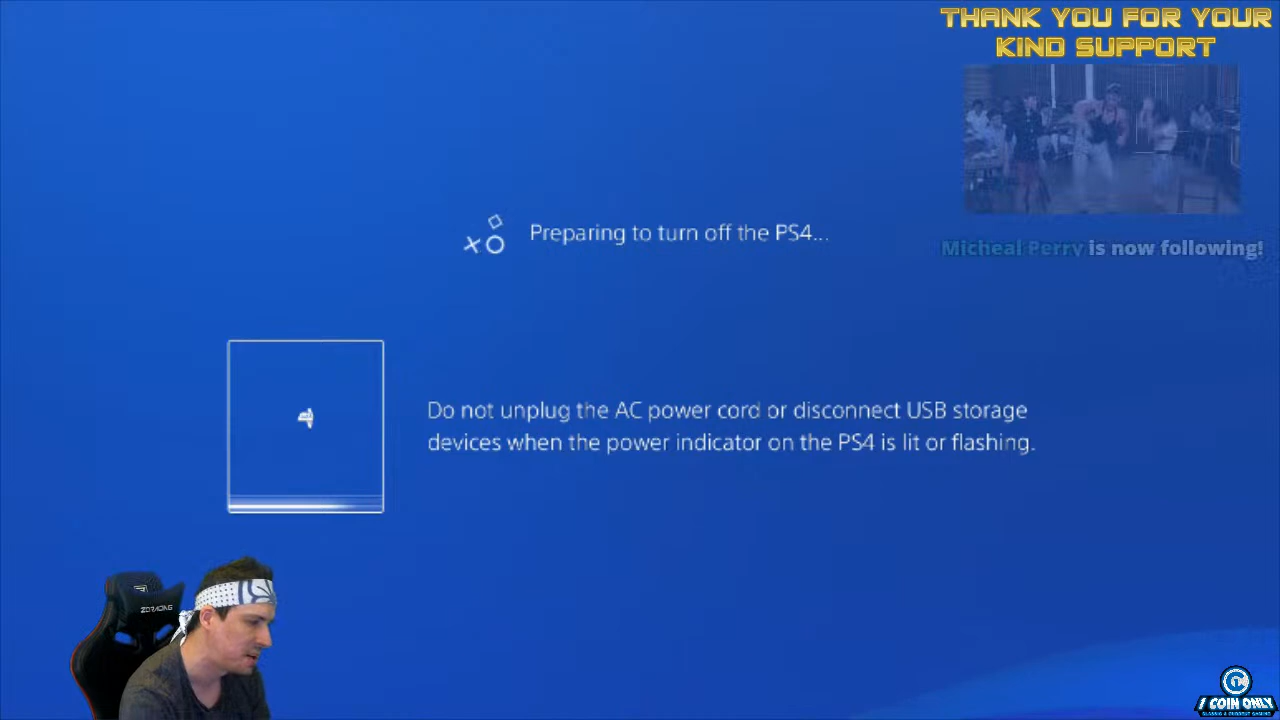 THANK YOU FOR YOUR
KIND SUPPORT
Preparing to turn off the PS4...
Micheal Perry is now following!
Do not unplug the AC power cord or disconnect USB storage
devices when the power indicator on the PS4 is lit or flashing.
ZQRACING
1 COIN ONLY